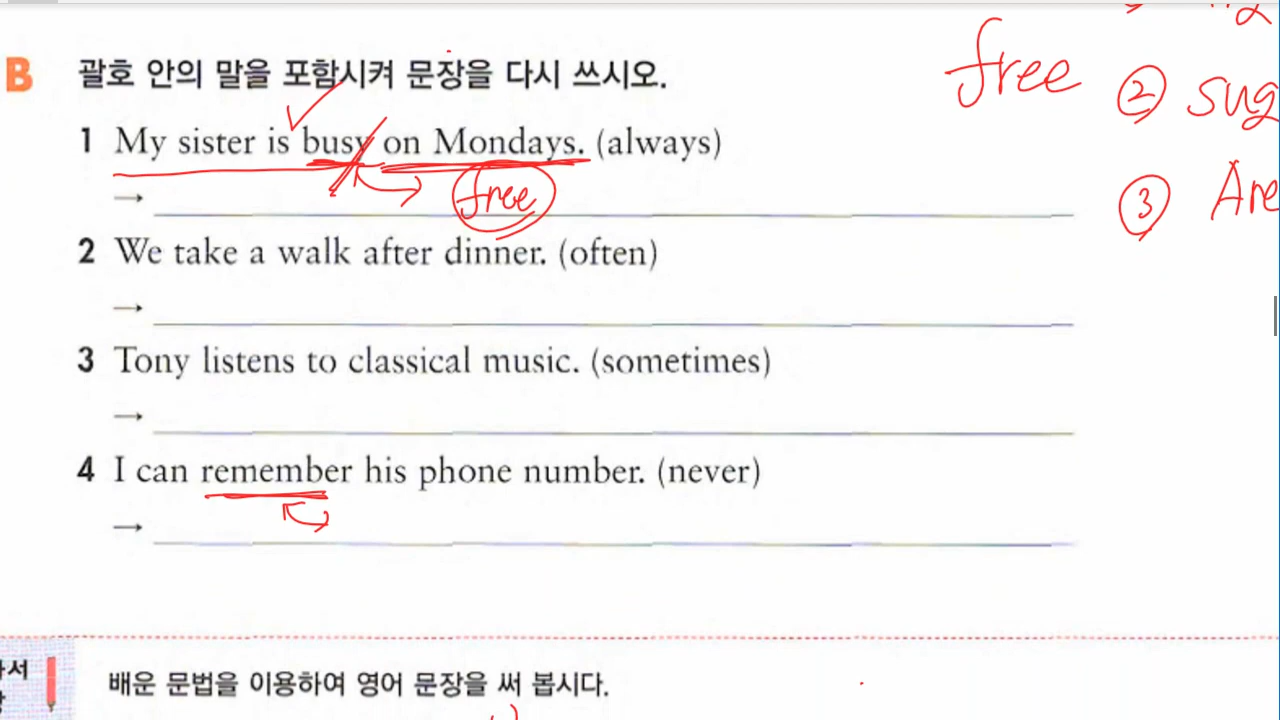 B 괄호 안의 말을 포함시켜 문장을 다시 쓰시오.
free
② sug
1 My sister is busy on Mondays. (always)
→ free
③ Are
2 We take a walk after dinner. (often)
→
3 Tony listens to classical music. (sometimes)
→
4 I can remember his phone number. (never)
→
배운 문법을 이용하여 영어 문장을 써 봅시다.